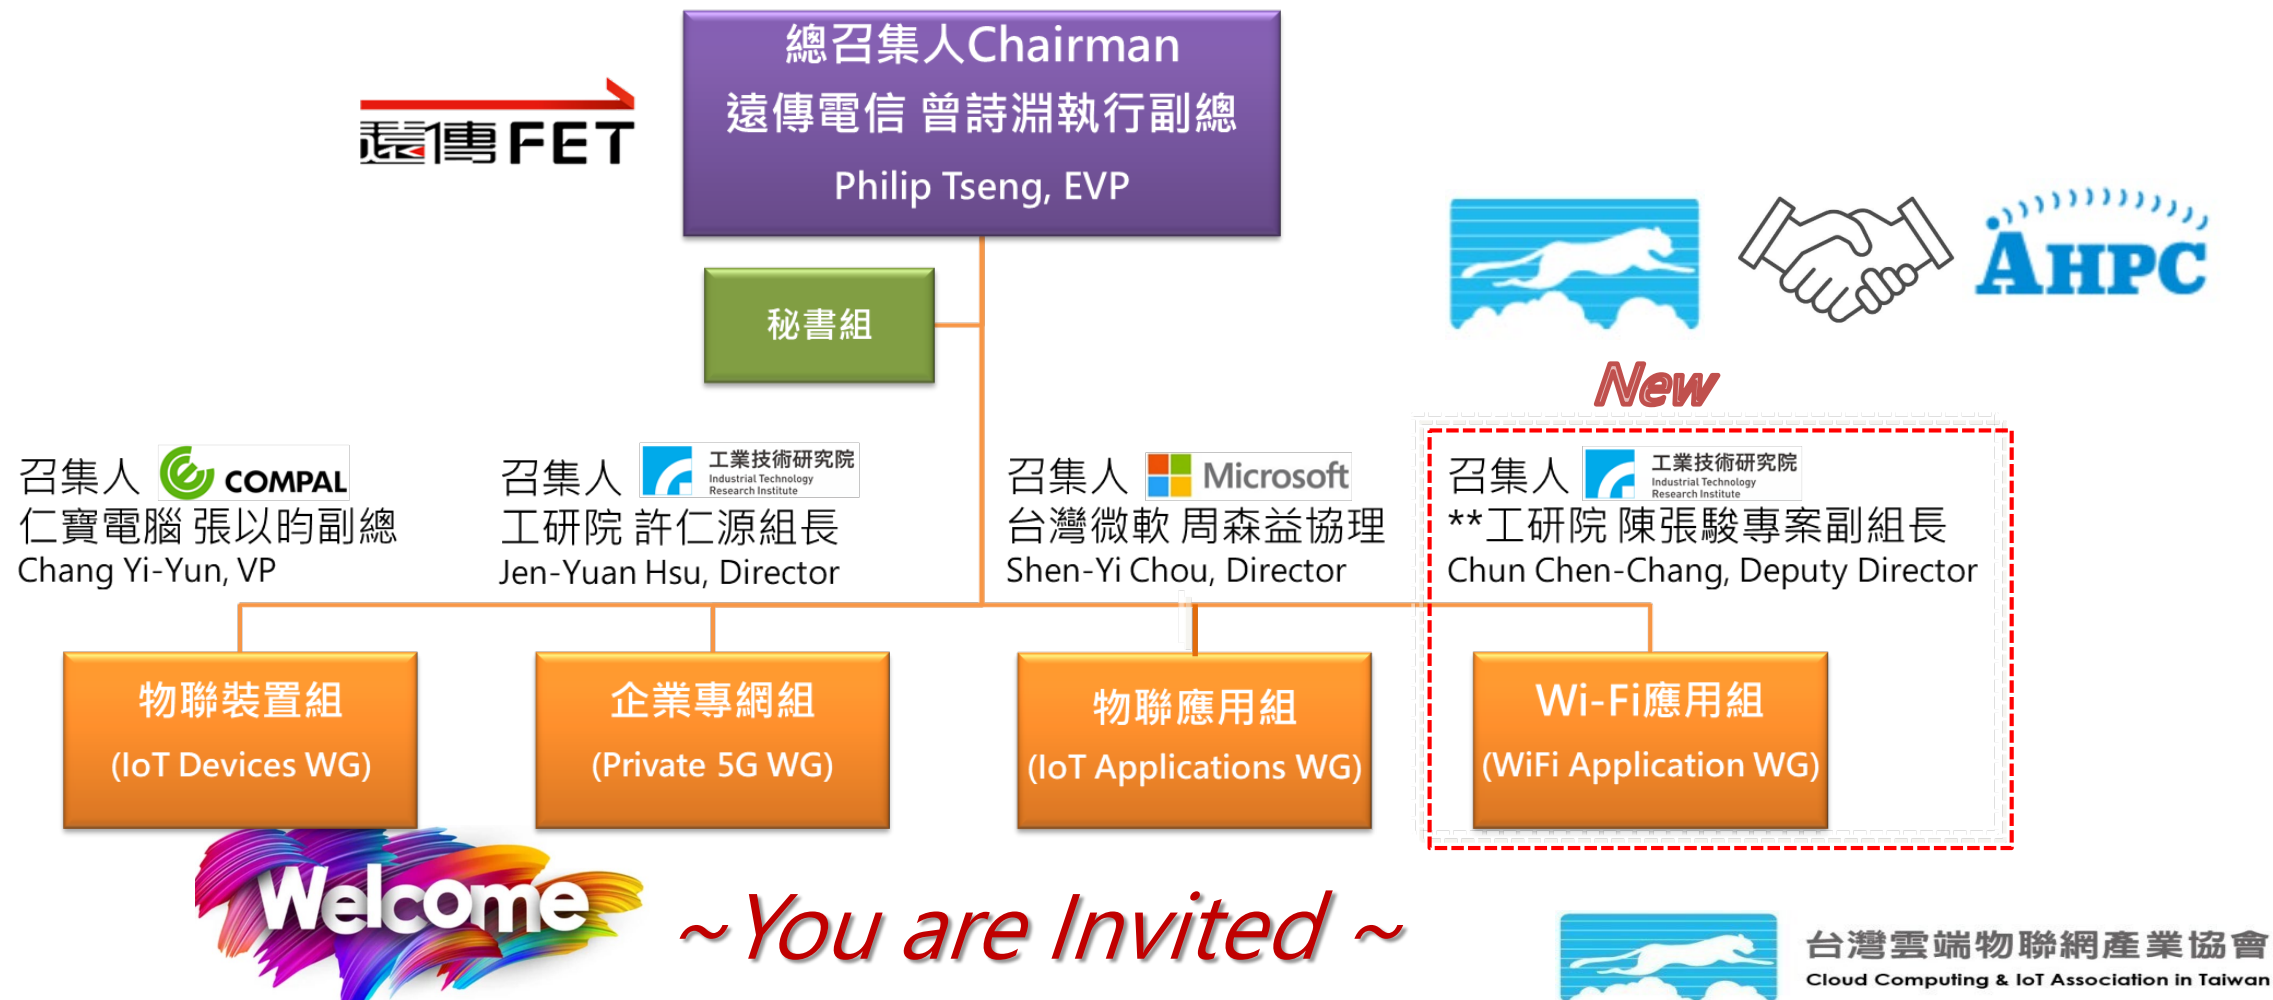 總召集人Chairman
遠傳電信 曾詩淵執行副總
Philip Tseng, EVP
遠傳FET
秘書組
AHPC
New
召集人 COMPAL
仁寶電腦 張以昀副總
Chang Yi-Yun, VP
召集人 工業技術研究院
Industrial Technology
Research Institute
工研院 許仁源組長
Jen-Yuan Hsu, Director
召集人 Microsoft
台灣微軟 周森益協理
Shen-Yi Chou, Director
召集人 工業技術研究院
Industrial Technology
Research Institute
**工研院 陳張駿專案副組長
Chun Chen-Chang, Deputy Director
物聯裝置組
(IoT Devices WG)
企業專網組
(Private 5G WG)
物聯應用組
(IoT Applications WG)
Wi-Fi應用組
(WiFi Application WG)
Welcome
~You are Invited ~
台灣雲端物聯網產業協會
Cloud Computing & IoT Association in Taiwan